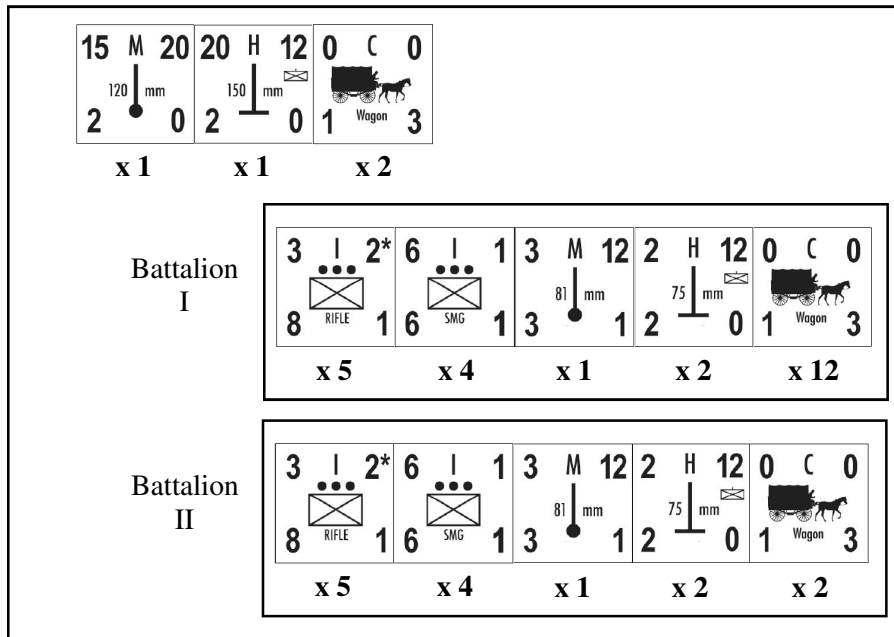 15 M 20 20 H 12 0 C 0
120 mm 150 mm
2 0 2 0 1 Wagon 3
x 1 x 1 x 2
Battalion
I
3 I 2* 6 I 1 3 M 12 2 H 12 0 C 0
81 mm 75 mm
RIFLE SMG
8 1 6 1 3 1 2 0 1 Wagon 3
x 5 x 4 x 1 x 2 x 12
Battalion
II
3 I 2* 6 I 1 3 M 12 2 H 12 0 C 0
81 mm 75 mm
RIFLE SMG
8 1 6 1 3 1 2 0 1 Wagon 3
x 5 x 4 x 1 x 2 x 2